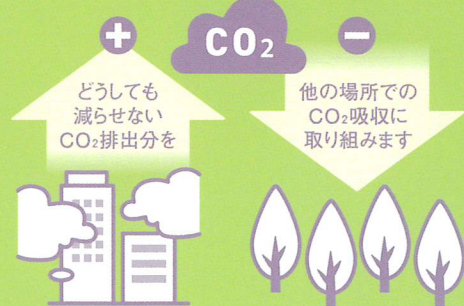 +
CO₂
−
どうしても
減らせない
CO₂排出分を
他の場所での
CO₂吸収に
取り組みます